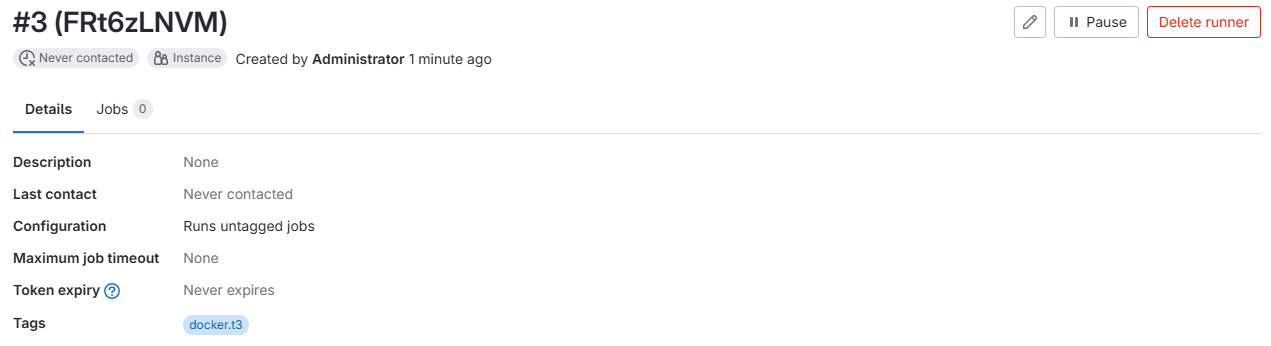 #3 (FRt6zLNVM)
Pause
Delete runner
Never contacted
Instance
Created by Administrator 1 minute ago
Details
Jobs 0
Description None
Last contact Never contacted
Configuration Runs untagged jobs
Maximum job timeout None
Token expiry Never expires
Tags docker.t3